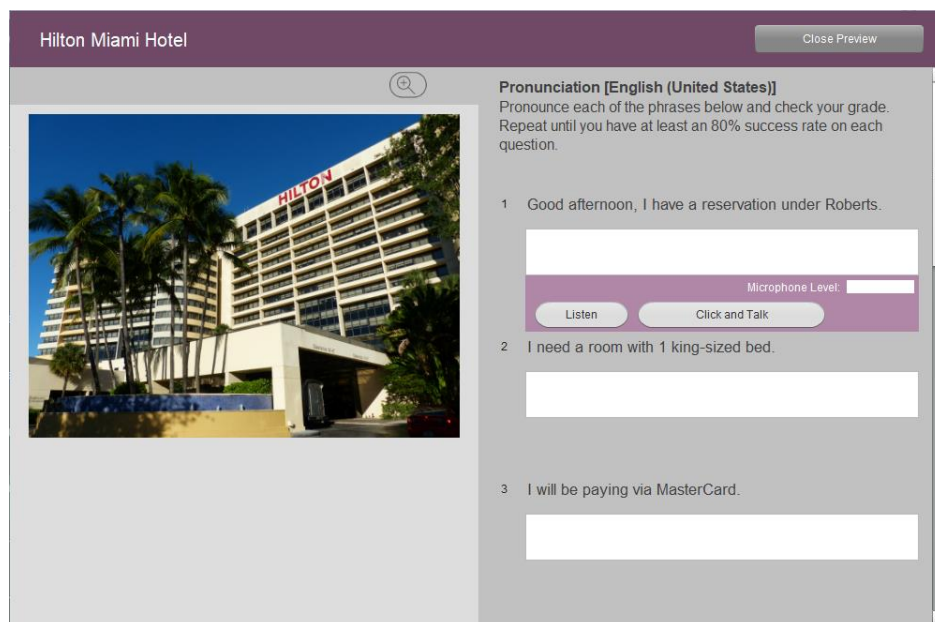 Hilton Miami Hotel
Close Preview
HILTON
Pronunciation [English (United States)]
Pronounce each of the phrases below and check your grade.
Repeat until you have at least an 80% success rate on each
question.
1 Good afternoon, I have a reservation under Roberts.
Microphone Level:
Listen
Click and Talk
2 I need a room with 1 king-sized bed.
3 I will be paying via MasterCard.